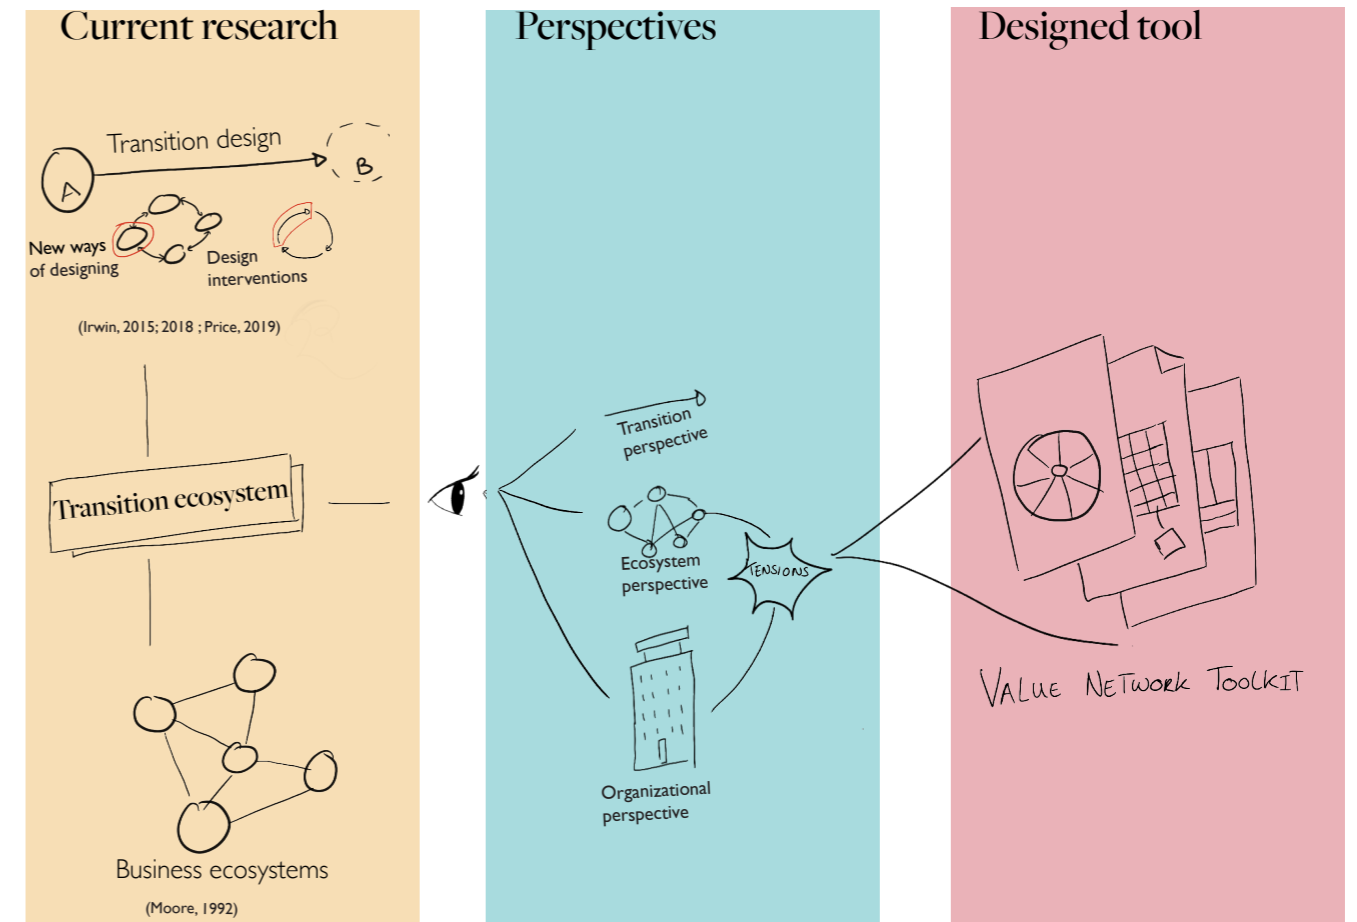 Current research
Transition design
A
B
New ways
of designing
Design
interventions
(Irwin, 2015; 2018 ; Price, 2019)
Transition ecosystem
Business ecosystems
(Moore, 1992)
Perspectives
Transition
perspective
Ecosystem
perspective
TENSIONS
Organizational
perspective
Designed tool
VALUE NETWORK TOOLKIT